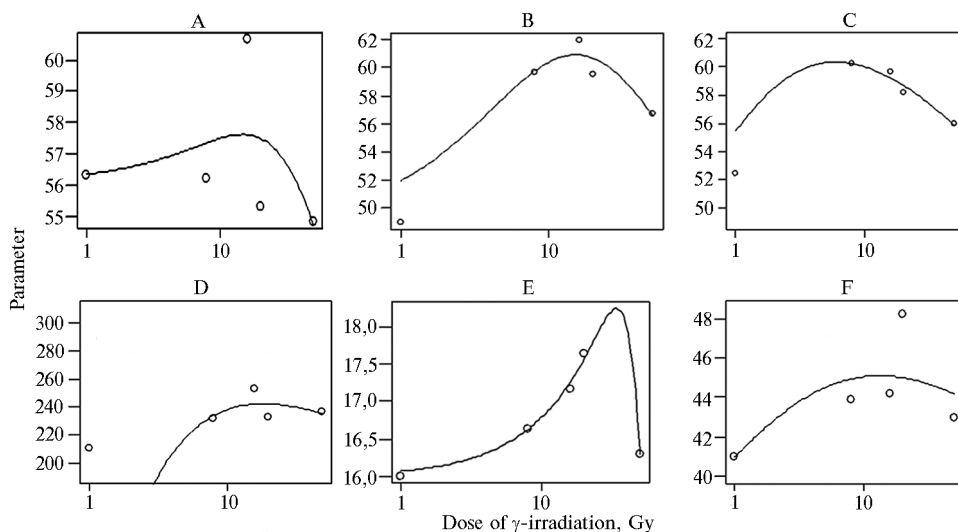 A B C
60 62 62
59 60 60
58 58 58
57 56 56
56 54 54
55 52 52
50 50
1 10 1 10 1 10
Parameter
D E F
300 18,0 48
280 17,5 46
260 17,0 44
240 16,5 42
220 16,0 40
200
1 10 1 10 1 10
Dose of γ-irradiation, Gy